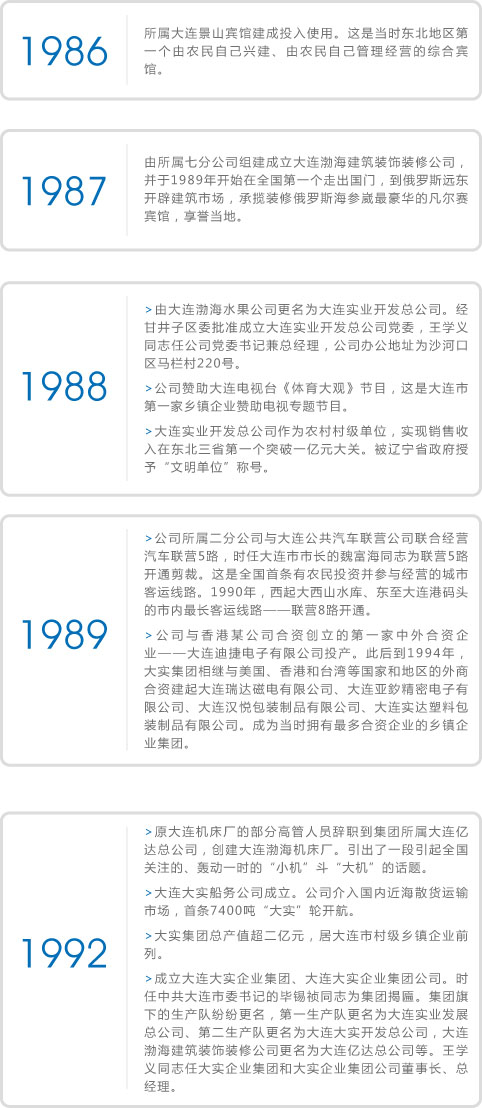 1986
所属大连景山宾馆建成投入使用。这是当时东北地区第
一个由农民自己兴建、由农民自己管理经营的综合宾
馆。
1987
由所属七分公司组建成立大连渤海建筑装饰装修公司，
并于1989年开始在全国第一个走出国门，到俄罗斯远东
开辟建筑市场，承揽装修俄罗斯海参崴最豪华的凡尔赛
宾馆，享誉当地。
1988
>由大连渤海水果公司更名为大连实业开发总公司。经
甘井子区委批准成立大连实业开发总公司党委，王学义
同志任公司党委书记兼总经理，公司办公地址为沙河口
区马栏村220号。
>公司赞助大连电视台《体育大观》节目，这是大连市
第一家乡镇企业赞助电视专题节目。
>大连实业开发总公司作为农村村级单位，实现销售收
入在东北三省第一个突破一亿元大关。被辽宁省政府授
予“文明单位”称号。
1989
>公司所属二分公司与大连公共汽车联营公司联合经营
汽车联营5路，时任大连市市长的魏富海同志为联营5路
开通剪裁。这是全国首条有农民投资并参与经营的城市
客运线路。1990年，西起大西山水库、东至大连港码头
的市内最长客运线路——联营8路开通。
>公司与香港某公司合资创立的第一家中外合资企
业——大连迪捷电子有限公司投产。此后到1994年，
大实集团相继与美国、香港和台湾等国家和地区的外商
合资建起大连瑞达磁电有限公司、大连亚鈔精密电子有
限公司、大连汉悦包装制品有限公司、大连实达塑料包
装制品有限公司。成为当时拥有最多合资企业的乡镇企
业集团。
1992
>原大连机床厂的部分高管人员辞职到集团所属大连亿
达总公司，创建大连渤海机床厂。引出了一段引起全国
关注的、轰动一时的“小机”斗“大机”的话题。
>大连大实船务公司成立。公司介入国内近海散货运输
市场，首条7400吨“大实”轮开航。
>大实集团总产值超二亿元，居大连市村级乡镇企业前
列。
>成立大连大实企业集团、大连大实企业集团公司。时
任中共大连市委书记的毕锡祯同志为集团揭匾。集团旗
下的生产队纷纷更名，第一生产队更名为大连实业发展
总公司、第二生产队更名为大连大实开发总公司，大连
渤海建筑装饰装修公司更名为大连亿达总公司等。王学
义同志任大实企业集团和大实企业集团公司董事长、总
经理。